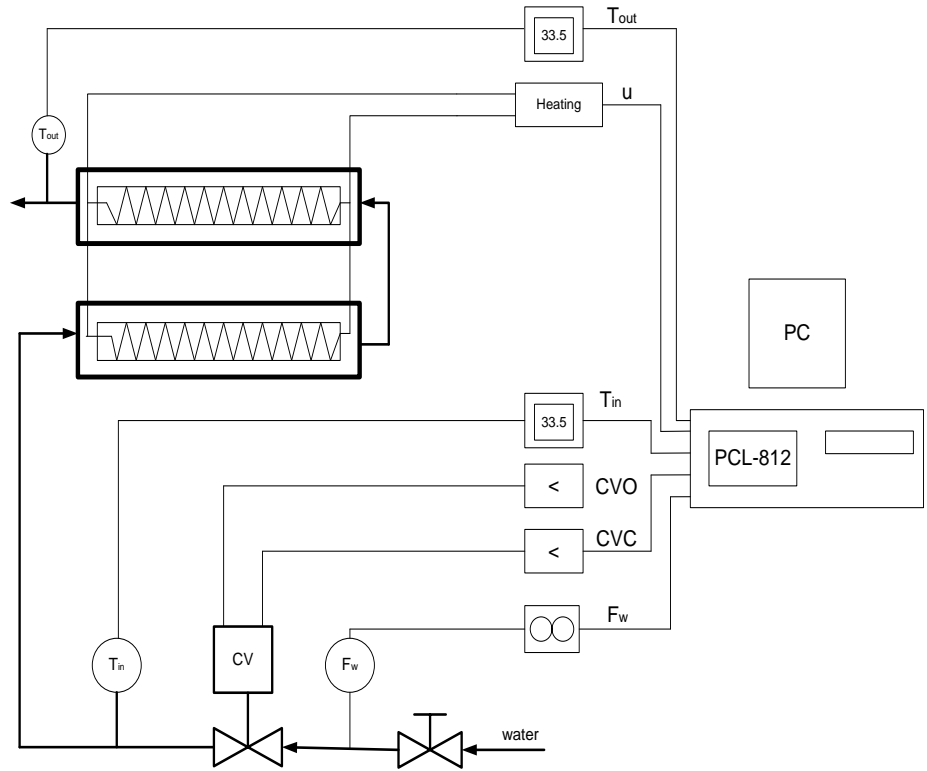 Tout
33.5
Heating
u
Tout
PC
Tin
33.5
PCL-812
<
CVO
<
CVC
Fw
Tin
CV
Fw
water